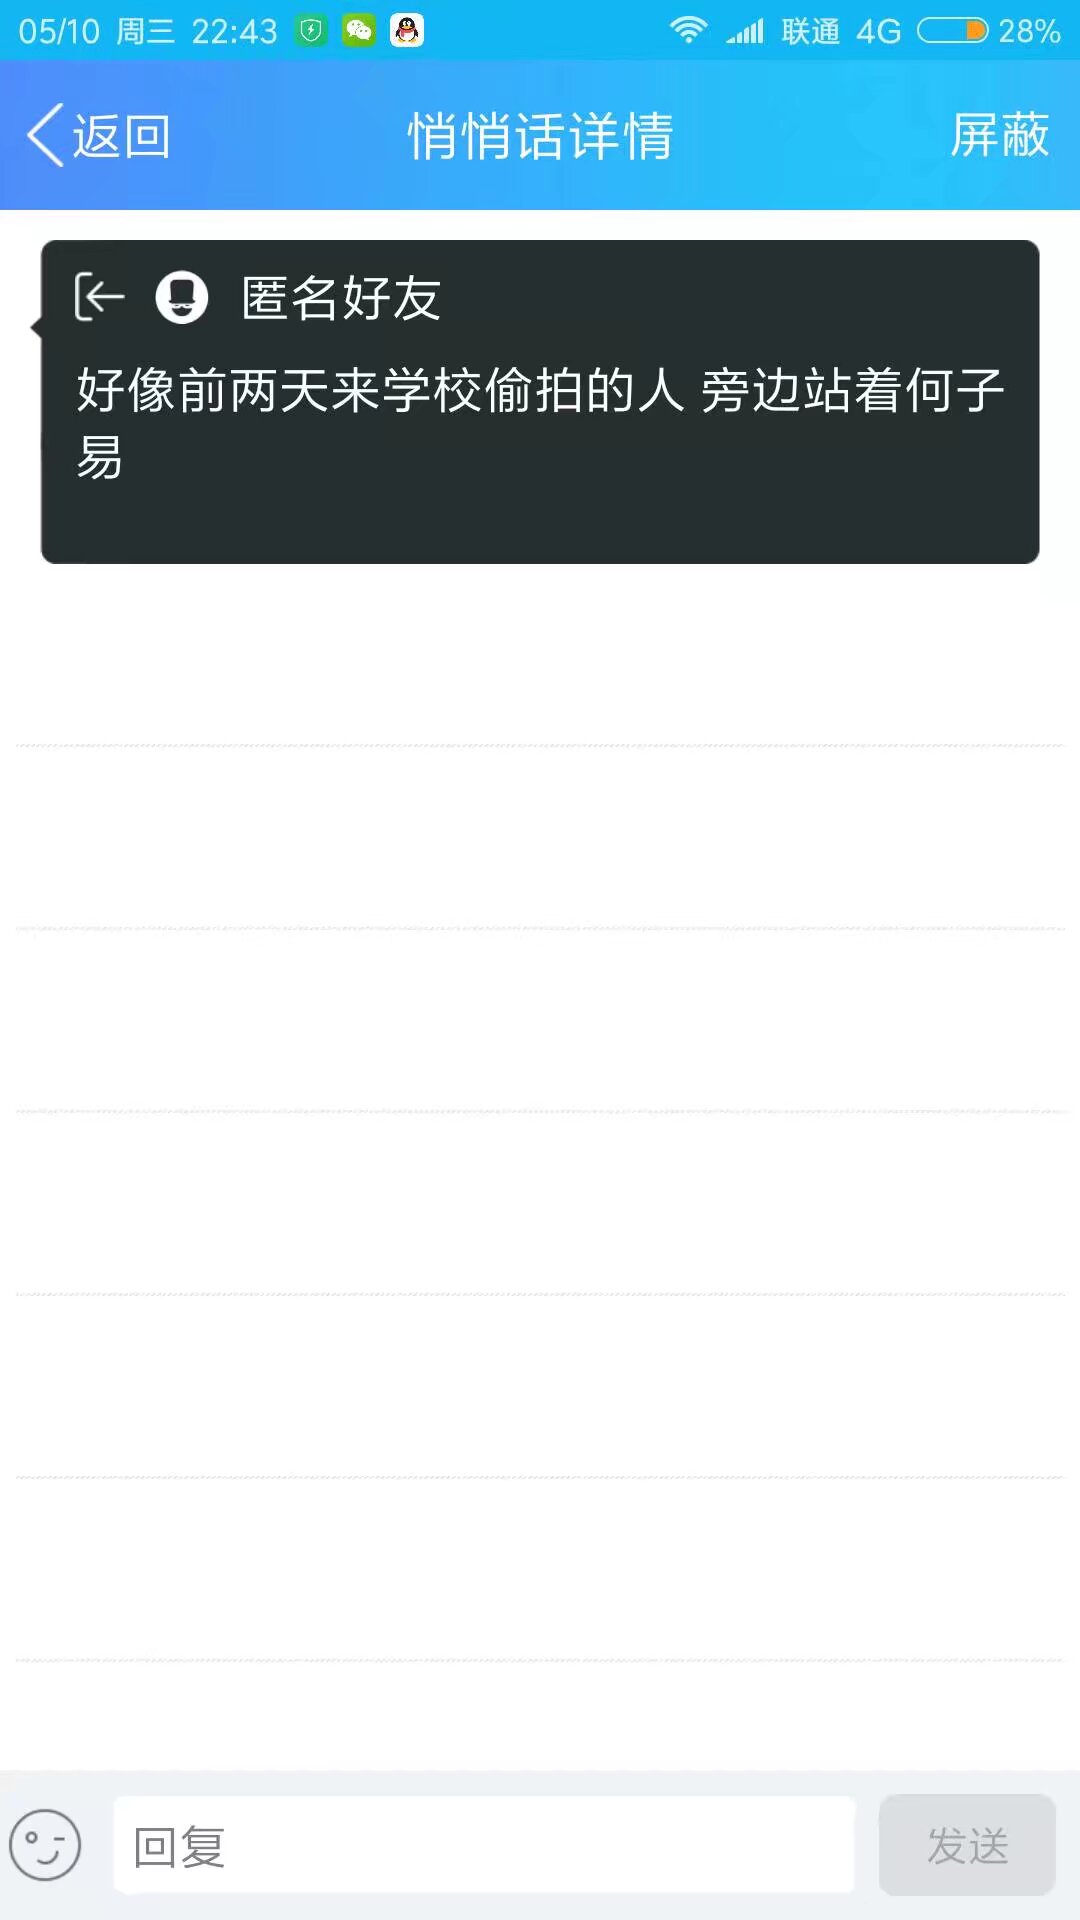 05/10 周三 22:43 联通 4G 28%
返回 悄悄话详情 屏蔽
匿名好友
好像前两天来学校偷拍的人 旁边站着何子
易
回复 发送